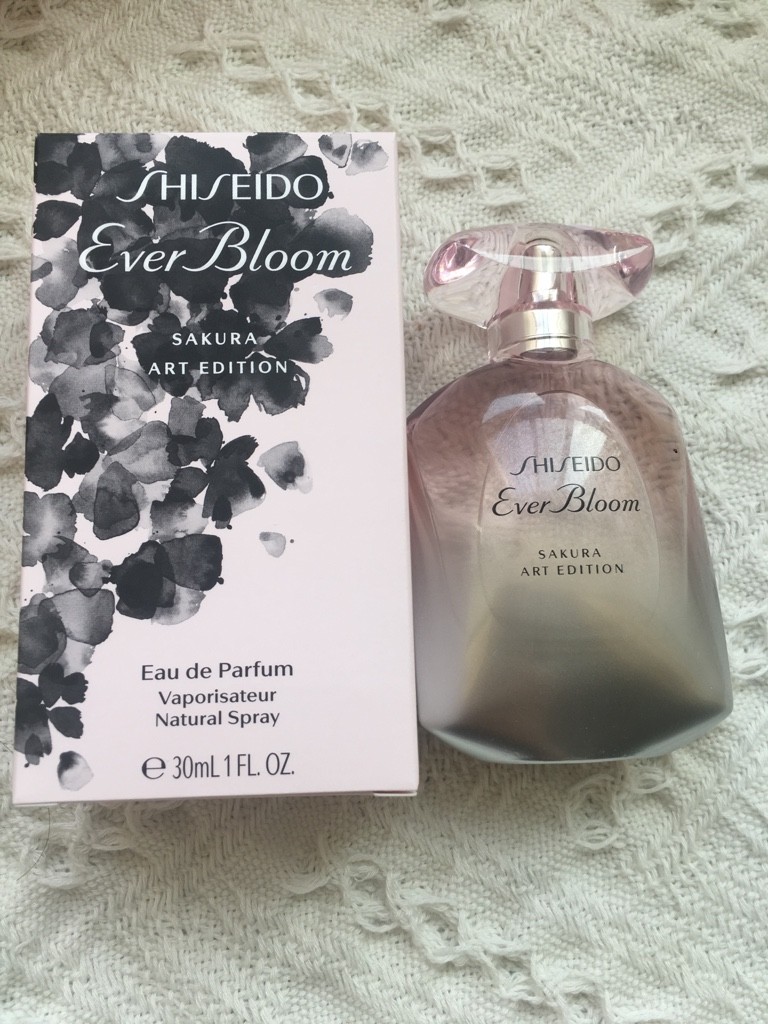 SHISEIDO
Ever Bloom
SAKURA
ART EDITION
Eau de Parfum
Vaporisateur
Natural Spray
℮ 30mL 1 FL. OZ.
SHISEIDO
Ever Bloom
SAKURA
ART EDITION